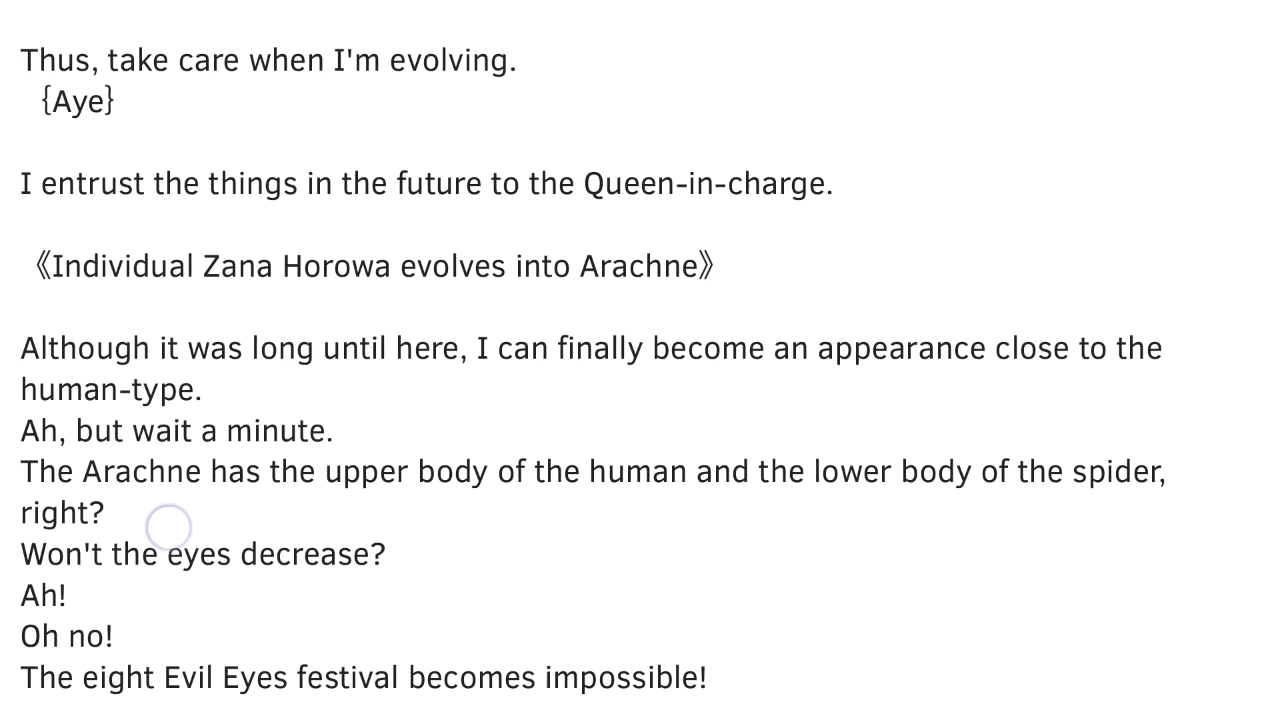 Thus, take care when I'm evolving.
{Aye}
I entrust the things in the future to the Queen-in-charge.
《Individual Zana Horowa evolves into Arachne》
Although it was long until here, I can finally become an appearance close to the
human-type.
Ah, but wait a minute.
The Arachne has the upper body of the human and the lower body of the spider,
right?
Won't the eyes decrease?
Ah!
Oh no!
The eight Evil Eyes festival becomes impossible!